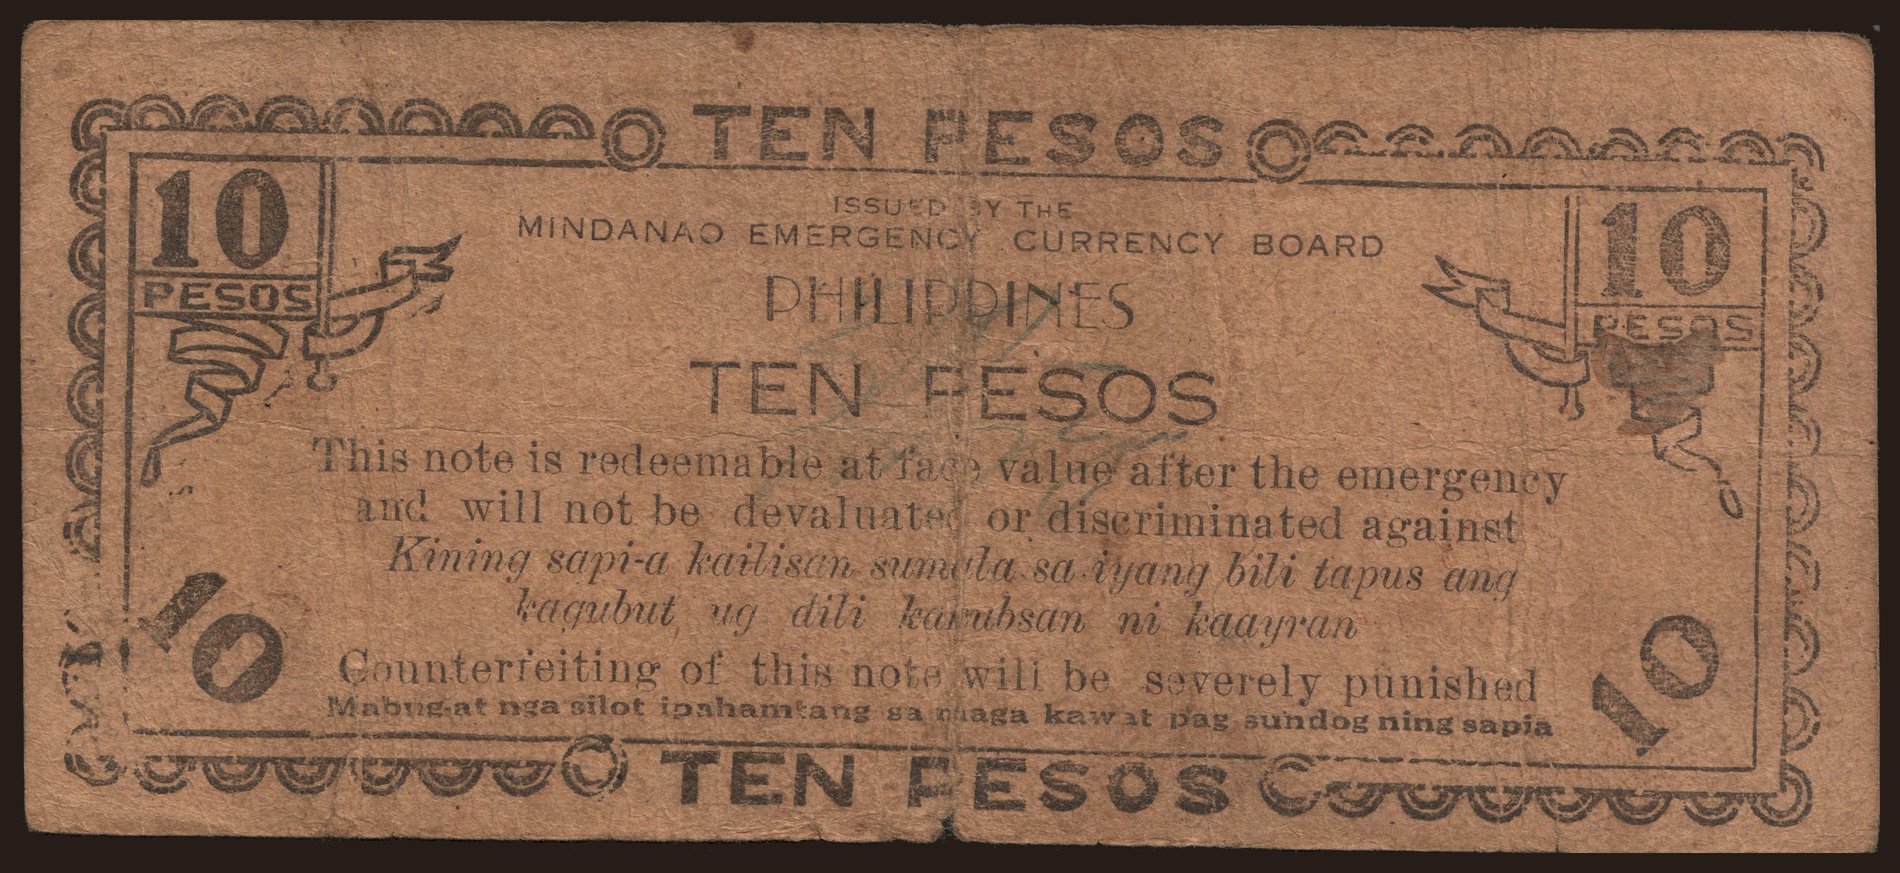 TEN PESOS
10
PESOS
10
PESOS
ISSUED BY THE
MINDANAO EMERGENCY CURRENCY BOARD
PHILIPPINES
TEN PESOS
This note is redeemable at face value after the emergency
and will not be devaluated or discriminated against
Kining sapi-a kailisan sumala sa iyang bili tapus ang
kagubut ug dili kakubsan ni kaayran
10
10
Counterfeiting of this note will be severely punished
Mabug-at nga silot ipahamtang sa maga kawat pag sundog ning sapia
TEN PESOS